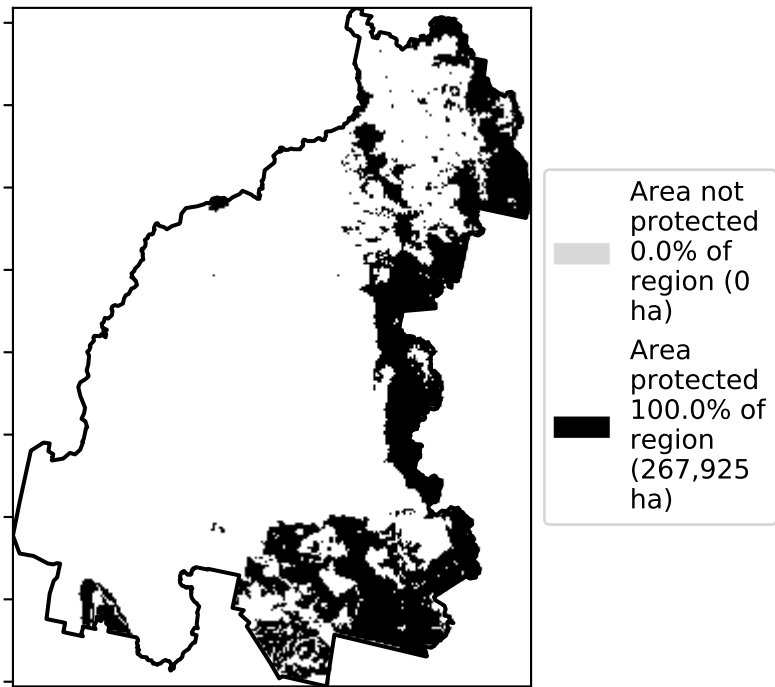 Area not
protected
0.0% of
region (0
ha)
Area
protected
100.0% of
region
(267,925
ha)